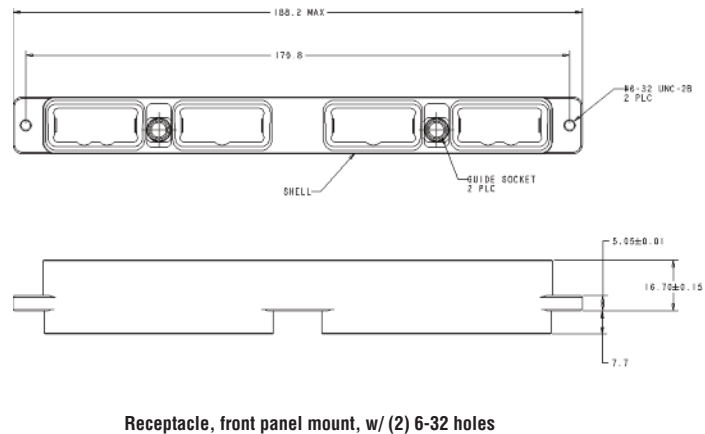 188.2 MAX
179.8
#6-32 UNC-2B
2 PLC
GUIDE SOCKET
2 PLC
SHELL
5.05±0.01
16.70±0.15
7.7
Receptacle, front panel mount, w/ (2) 6-32 holes